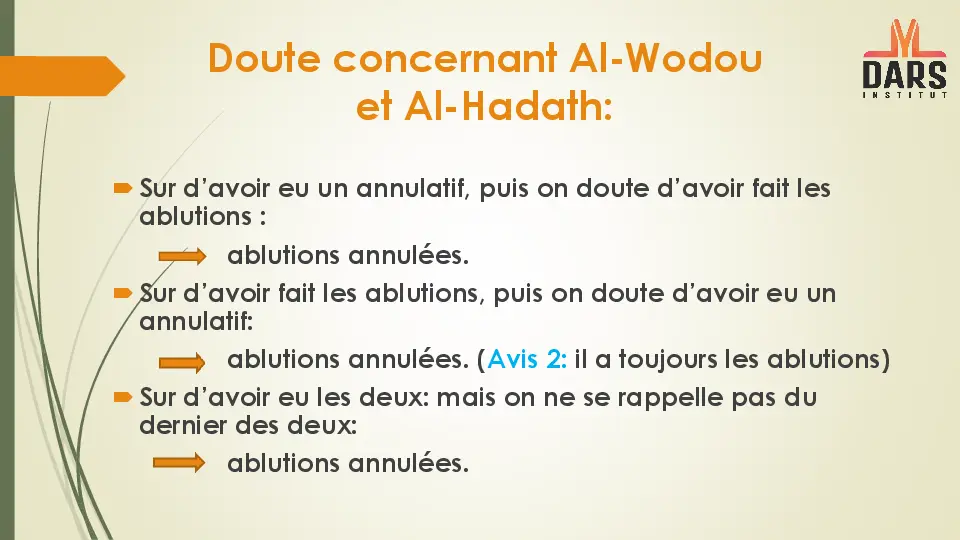 Doute concernant Al-Wodou
et Al-Hadath:
DARS
INSTITUT
Sur d'avoir eu un annulatif, puis on doute d'avoir fait les
ablutions :
ablutions annulées.
Sur d'avoir fait les ablutions, puis on doute d'avoir eu un
annulatif:
ablutions annulées. (Avis 2: il a toujours les ablutions)
Sur d'avoir eu les deux: mais on ne se rappelle pas du
dernier des deux:
ablutions annulées.